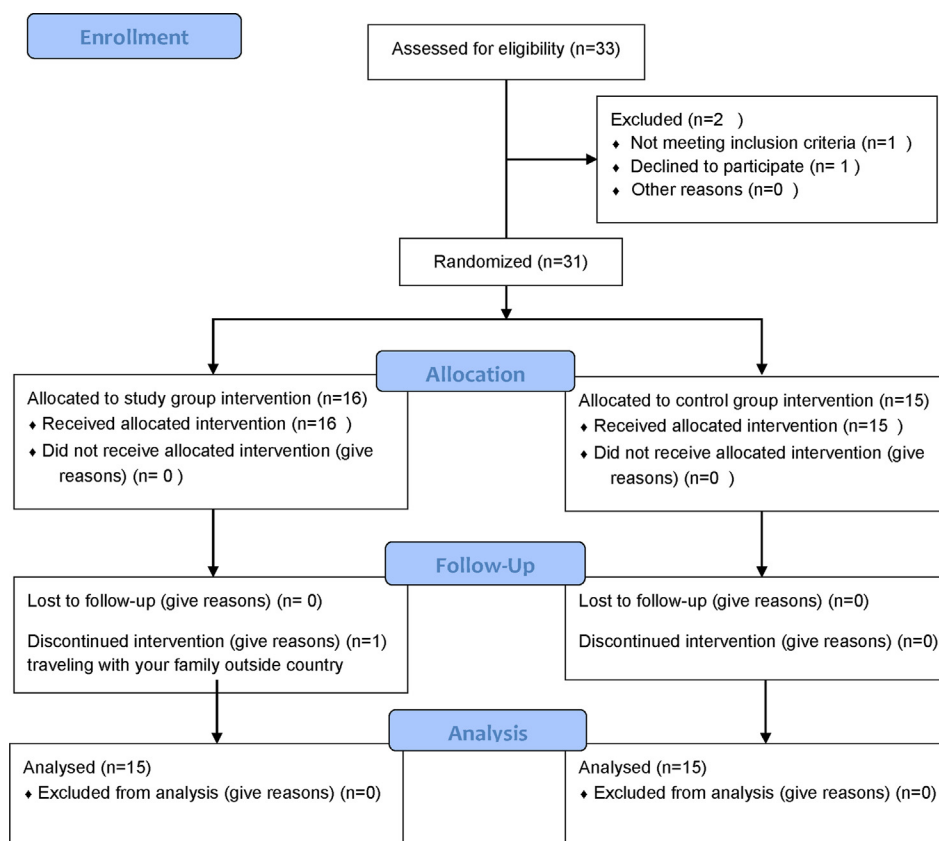 Enrollment
Assessed for eligibility (n=33)
Excluded (n=2 )
♦ Not meeting inclusion criteria (n=1 )
♦ Declined to participate (n= 1 )
♦ Other reasons (n=0 )
Randomized (n=31)
Allocation
Allocated to study group intervention (n=16)
♦ Received allocated intervention (n=16 )
♦ Did not receive allocated intervention (give
reasons) (n= 0 )
Allocated to control group intervention (n=15)
♦ Received allocated intervention (n=15 )
♦ Did not receive allocated intervention (give
reasons) (n=0 )
Follow-Up
Lost to follow-up (give reasons) (n= 0)
Discontinued intervention (give reasons) (n=1)
traveling with your family outside country
Lost to follow-up (give reasons) (n=0)
Discontinued intervention (give reasons) (n=0)
Analysis
Analysed (n=15)
♦ Excluded from analysis (give reasons) (n=0)
Analysed (n=15)
♦ Excluded from analysis (give reasons) (n=0)